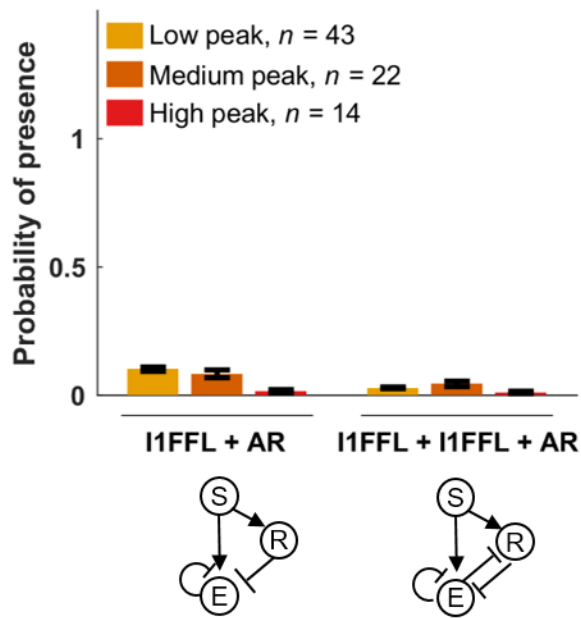 Low peak, n = 43
Medium peak, n = 22
High peak, n = 14
Probability of presence
1
0.5
0
I1FFL + AR
I1FFL + I1FFL + AR
S
R
E
S
R
E